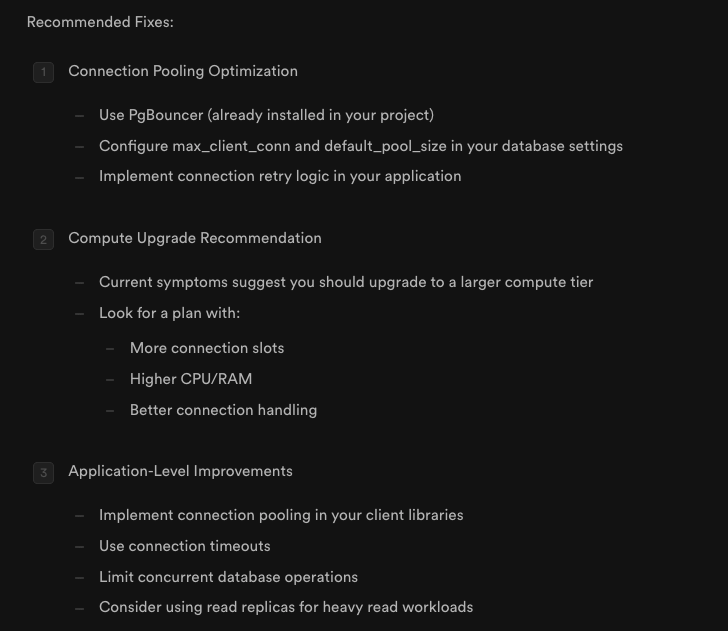 Recommended Fixes:
1 Connection Pooling Optimization
– Use PgBouncer (already installed in your project)
– Configure max_client_conn and default_pool_size in your database settings
– Implement connection retry logic in your application
2 Compute Upgrade Recommendation
– Current symptoms suggest you should upgrade to a larger compute tier
– Look for a plan with:
– More connection slots
– Higher CPU/RAM
– Better connection handling
3 Application-Level Improvements
– Implement connection pooling in your client libraries
– Use connection timeouts
– Limit concurrent database operations
– Consider using read replicas for heavy read workloads